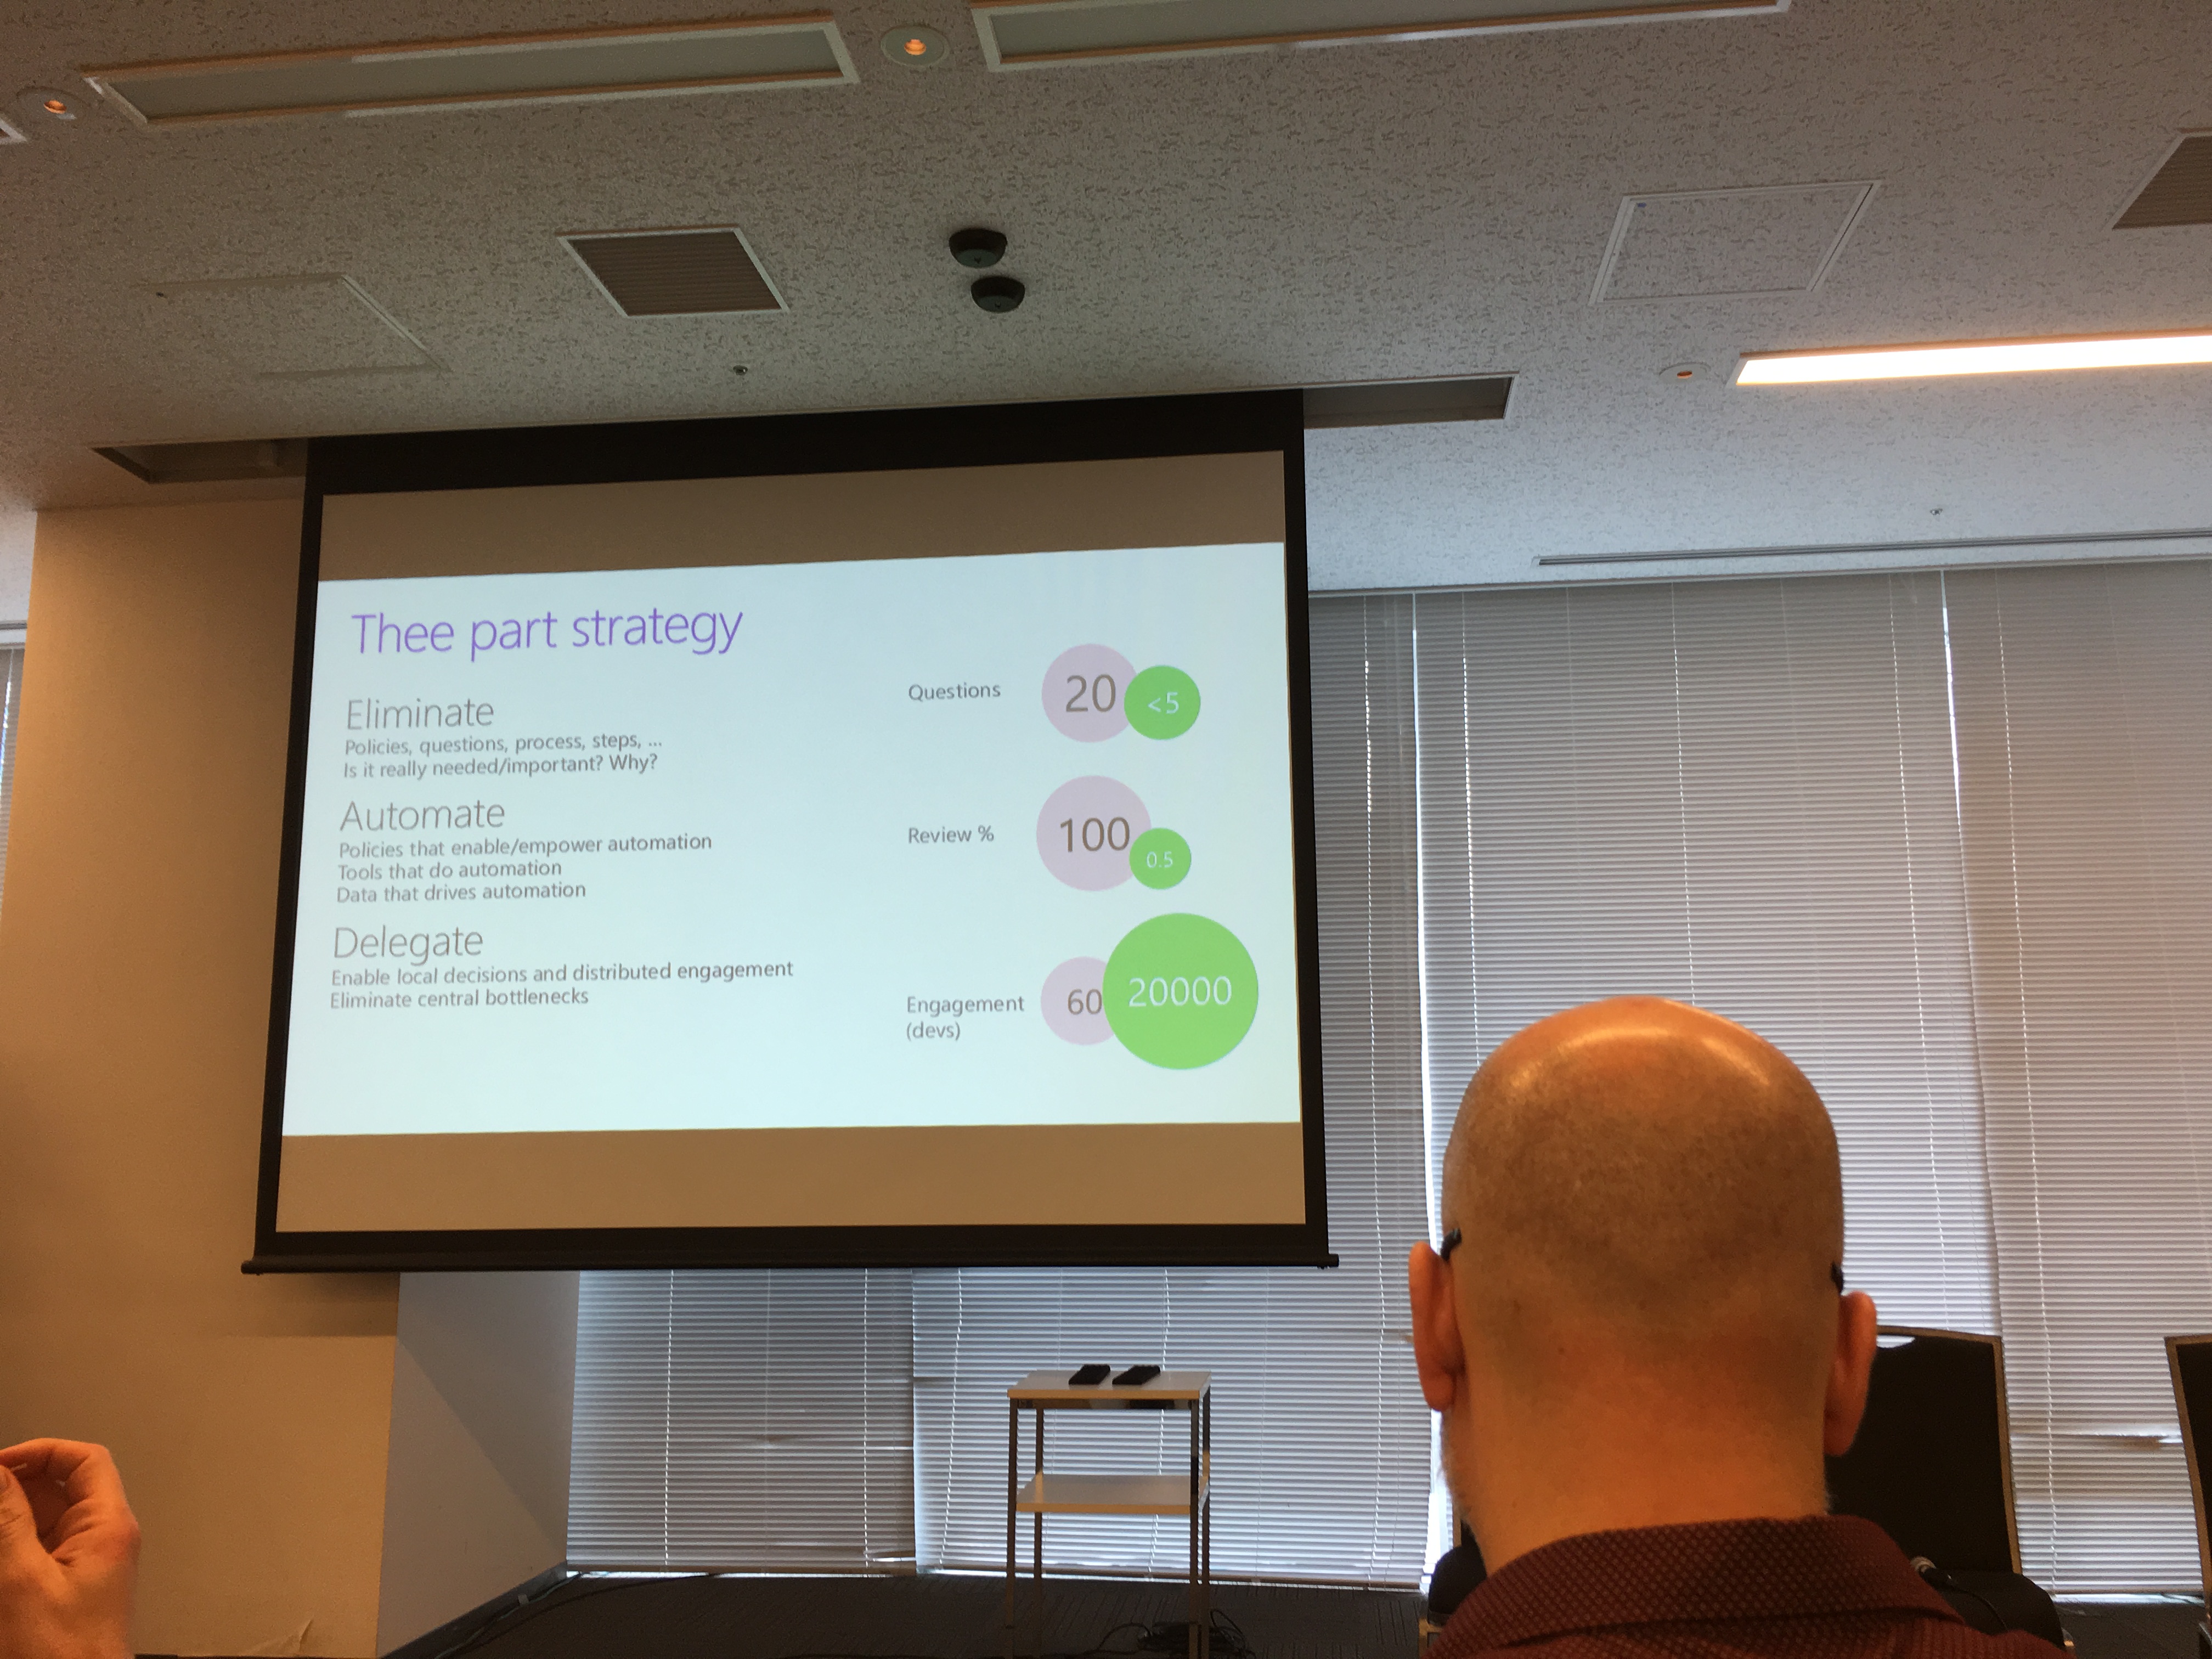 Thee part strategy
Eliminate
Policies, questions, process, steps, ...
Is it really needed/important? Why?
Automate
Policies that enable/empower automation
Tools that do automation
Data that drives automation
Delegate
Enable local decisions and distributed engagement
Eliminate central bottlenecks
Questions
20
<5
Review %
100
0.5
Engagement
(devs)
60
20000